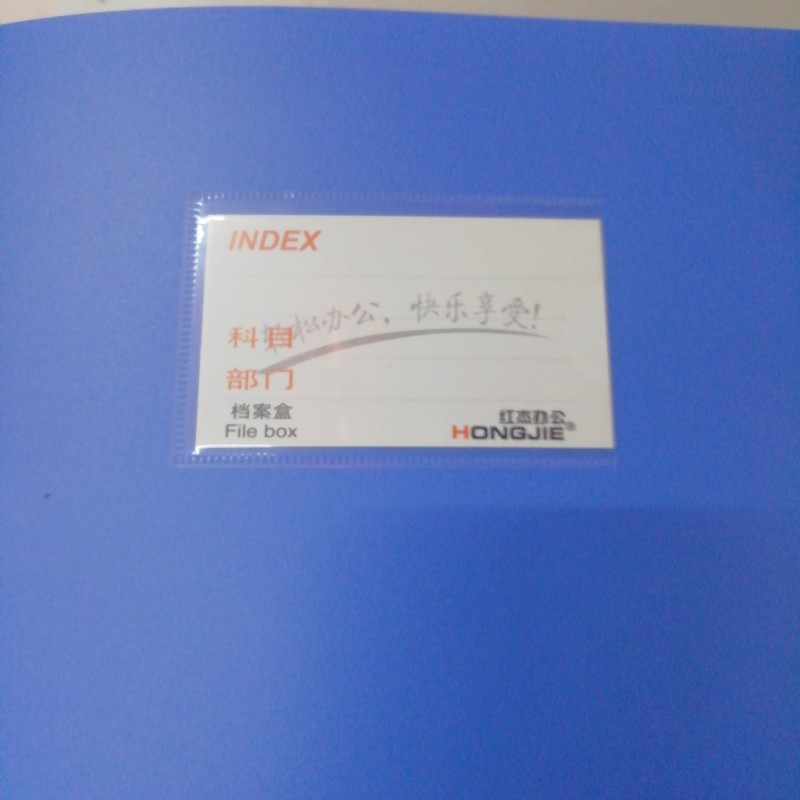 INDEX
轻松办公，快乐享受!
科目
部门
档案盒
File box
红杰办公
HONGJIE®